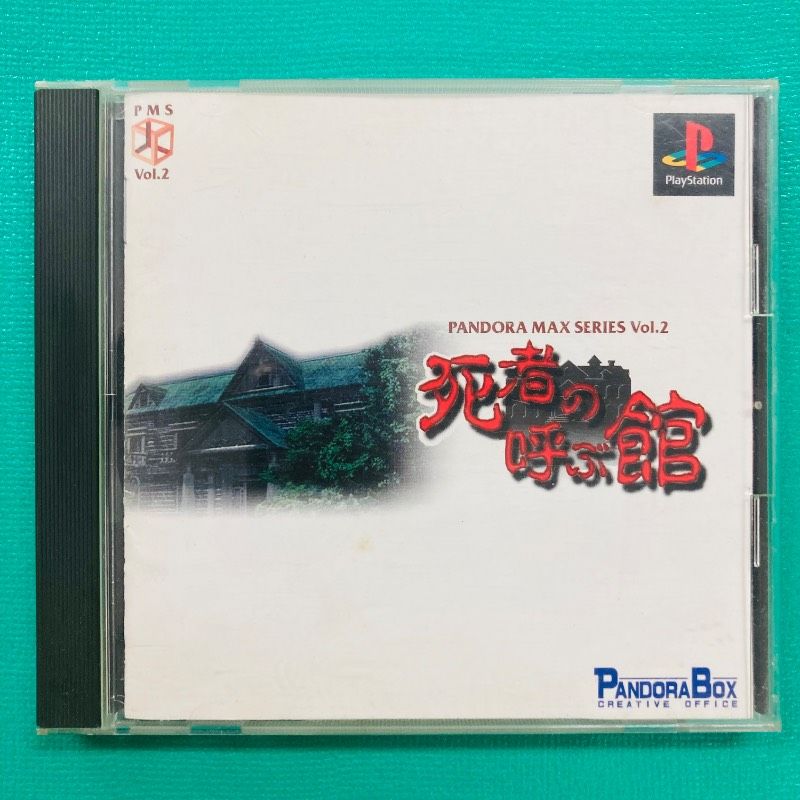 PMS
Vol.2
PlayStation
PANDORA MAX SERIES Vol.2
死者の
呼ぶ館
PANDORA BOX
CREATIVE OFFICE